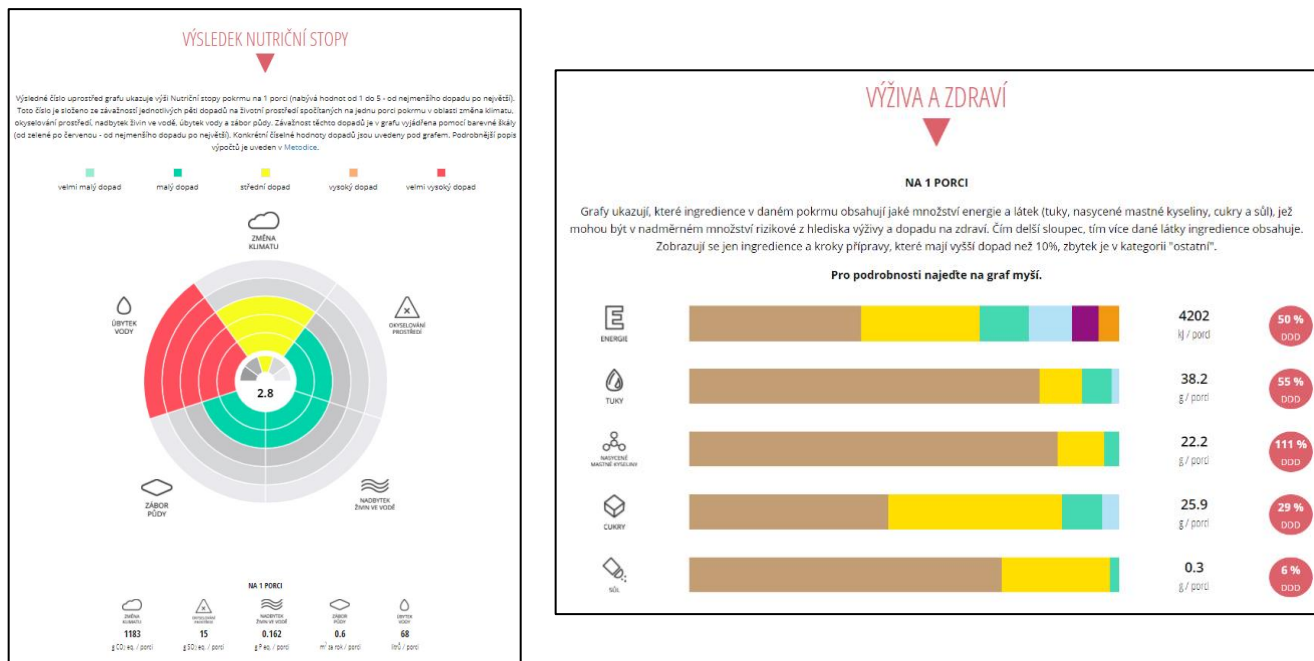 VÝSLEDEK NUTRIČNÍ STOPY
Výsledné číslo uprostřed grafu ukazuje výši Nutriční stopy pokrmu na 1 porci (nabývá hodnot od 1 do 5 - od nejmenšího dopadu po největší).
Toto číslo je složeno ze závažností jednotlivých pěti dopadů na životní prostředí spočítaných na jednu porci pokrmu v oblasti změna klimatu,
okyselování prostředí, nadbytek živin ve vodě, úbytek vody a zábor půdy. Závažnost těchto dopadů je v grafu vyjádřena pomocí barevné škály
(od zelené po červenou - od nejmenšího dopadu po největší). Konkrétní číselné hodnoty dopadů jsou uvedeny pod grafem. Podrobnější popis
výpočtů je uveden v Metodice.
velmi malý dopad
malý dopad
střední dopad
vysoký dopad
velmi vysoký dopad
ZMĚNA
KLIMATU
ÚBYTEK
VODY
OKYSELOVÁNÍ
PROSTŘEDÍ
2.8
ZÁBOR
PŮDY
NADBYTEK
ŽIVIN VE VODĚ
NA 1 PORCI
ZMĚNA
KLIMATU
1183
g CO₂ eq. / porci
OKYSELOVÁNÍ
PROSTŘEDÍ
15
g SO₂ eq. / porci
NADBYTEK
ŽIVIN VE VODĚ
0.162
g P eq. / porci
ZÁBOR
PŮDY
0.6
m² za rok / porci
ÚBYTEK
VODY
68
litrů / porci
VÝŽIVA A ZDRAVÍ
NA 1 PORCI
Grafy ukazují, které ingredience v daném pokrmu obsahují jaké množství energie a látek (tuky, nasycené mastné kyseliny, cukry a sůl), jež
mohou být v nadměrném množství rizikové z hlediska výživy a dopadu na zdraví. Čím delší sloupec, tím více dané látky ingredience obsahuje.
Zobrazují se jen ingredience a kroky přípravy, které mají vyšší dopad než 10%, zbytek je v kategorii "ostatní".
Pro podrobnosti najeďte na graf myší.
E
ENERGIE
4202
kJ / porci
50 %
DDD
TUKY
38.2
g / porci
55 %
DDD
NASYCENÉ
MASTNÉ KYSELINY
22.2
g / porci
111 %
DDD
CUKRY
25.9
g / porci
29 %
DDD
SŮL
0.3
g / porci
6 %
DDD